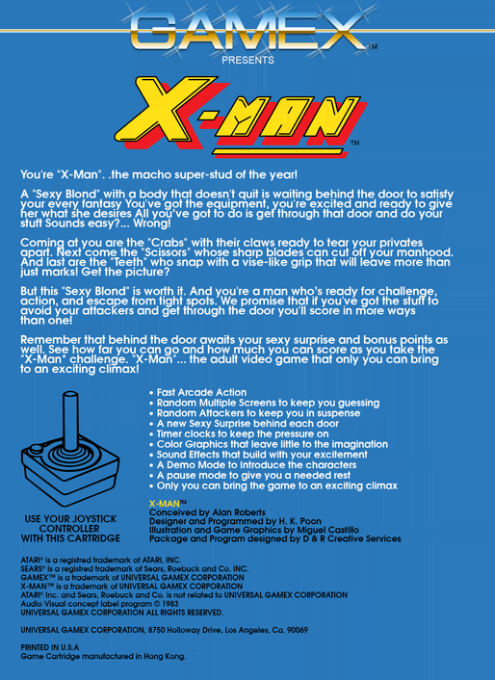 GAMEX™
PRESENTS
X-MAN™
You're "X-Man". .the macho super-stud of the year!
A "Sexy Blond" with a body that doesn't quit is waiting behind the door to satisfy
your every fantasy You've got the equipment, you're excited and ready to give
her what she desires All you've got to do is get through that door and do your
stuff Sounds easy?... Wrong!
Coming at you are the "Crabs" with their claws ready to tear your privates
apart. Next come the "Scissors" whose sharp blades can cut off your manhood.
And last are the "Teeth" who snap with a vise-like grip that will leave more than
just marks! Get the picture?
But this "Sexy Blond" is worth it. And you're a man who's ready for challenge,
action, and escape from tight spots. We promise that if you've got the stuff to
avoid your attackers and get through the door you'll score in more ways
than one!
Remember that behind the door awaits your sexy surprise and bonus points as
well. See how far you can go and how much you can score as you take the
"X-Man" challenge. "X-Man"... the adult video game that only you can bring
to an exciting climax!
• Fast Arcade Action
• Random Multiple Screens to keep you guessing
• Random Attackers to keep you in suspense
• A new Sexy Surprise behind each door
• Timer clocks to keep the pressure on
• Color Graphics that leave little to the imagination
• Sound Effects that build with your excitement
• A Demo Mode to Introduce the characters
• A pause mode to give you a needed rest
• Only you can bring the game to an exciting climax
X-MAN™
Conceived by Alan Roberts
Designer and Programmed by H. K. Poon
Illustration and Game Graphics by Miguel Castillo
Package and Program designed by D & R Creative Services
USE YOUR JOYSTICK
CONTROLLER
WITH THIS CARTRIDGE
ATARI® is a registred trademark of ATARI, INC.
SEARS® is a registred trademark of Sears, Roebuck and Co. INC.
GAMEX™ is a trademark of UNIVERSAL GAMEX CORPORATION
X-MAN™ is a trademark of UNIVERSAL GAMEX CORPORATION
ATARI® Inc. and Sears, Roebuck and Co. is not related to UNIVERSAL GAMEX CORPORATION
Audio Visual concept label program © 1983
UNIVERSAL GAMEX CORPORATION ALL RIGHTS RESERVED.
UNIVERSAL GAMEX CORPORATION, 8750 Holloway Drive, Los Angeles, Ca. 90069
PRINTED IN U.S.A
Game Cartridge manufactured in Hong Kong.